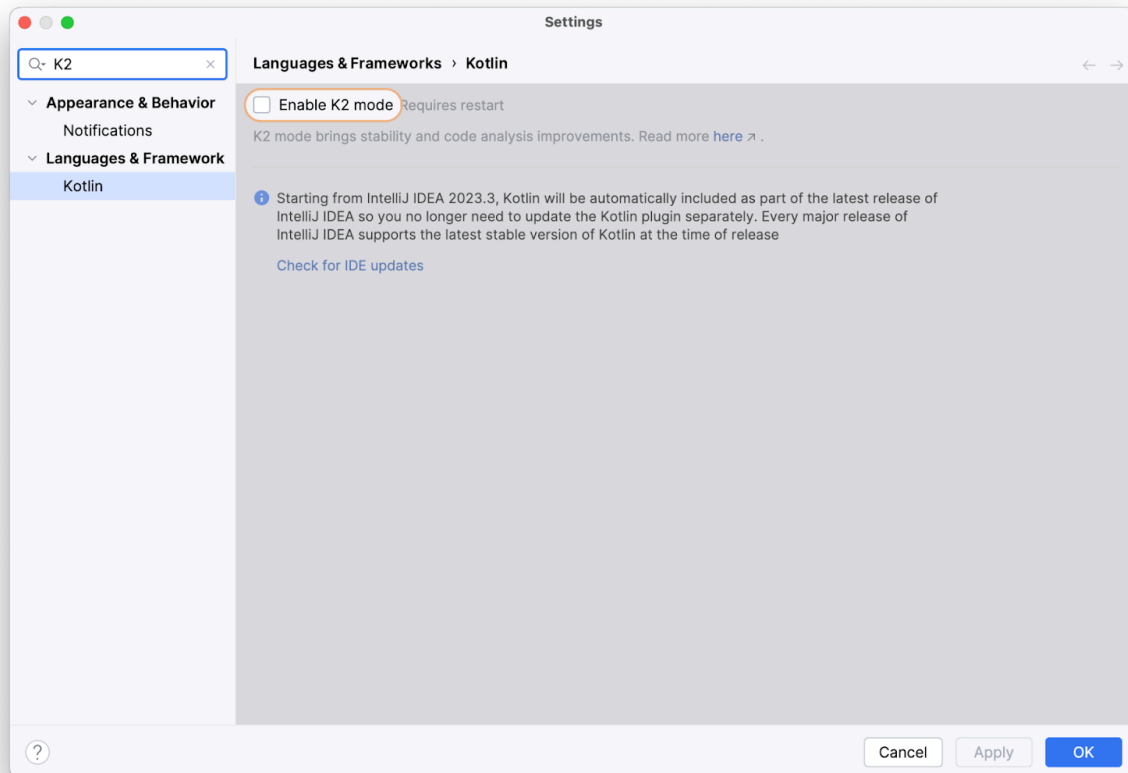 Settings
K2
Appearance & Behavior
Notifications
Languages & Framework
Kotlin
Languages & Frameworks › Kotlin
Enable K2 mode Requires restart
K2 mode brings stability and code analysis improvements. Read more here ↗ .
Starting from IntelliJ IDEA 2023.3, Kotlin will be automatically included as part of the latest release of
IntelliJ IDEA so you no longer need to update the Kotlin plugin separately. Every major release of
IntelliJ IDEA supports the latest stable version of Kotlin at the time of release
Check for IDE updates
?
Cancel
Apply
OK